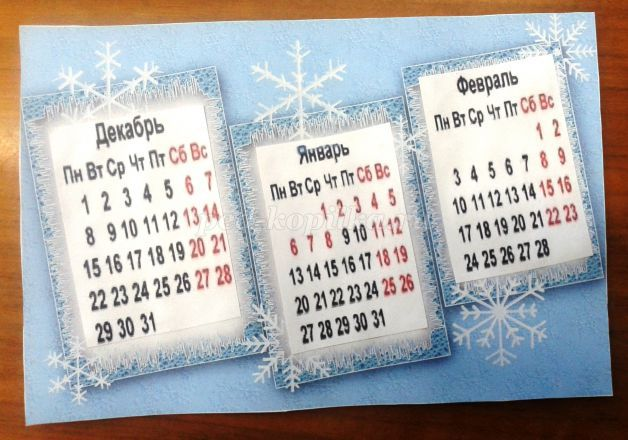 Декабрь
Пн Вт Ср Чт Пт Сб Вс
1 2 3 4 5 6 7
8 9 10 11 12 13 14
15 16 17 18 19 20 21
22 23 24 25 26 27 28
29 30 31
Январь
Пн Вт Ср Чт Пт Сб Вс
1 2 3 4 5
6 7 8 9 10 11 12
13 14 15 16 17 18 19
20 21 22 23 24 25 26
27 28 29 30 31
Февраль
Пн Вт Ср Чт Пт Сб Вс
1 2
3 4 5 6 7 8 9
10 11 12 13 14 15 16
17 18 19 20 21 22 23
24 25 26 27 28